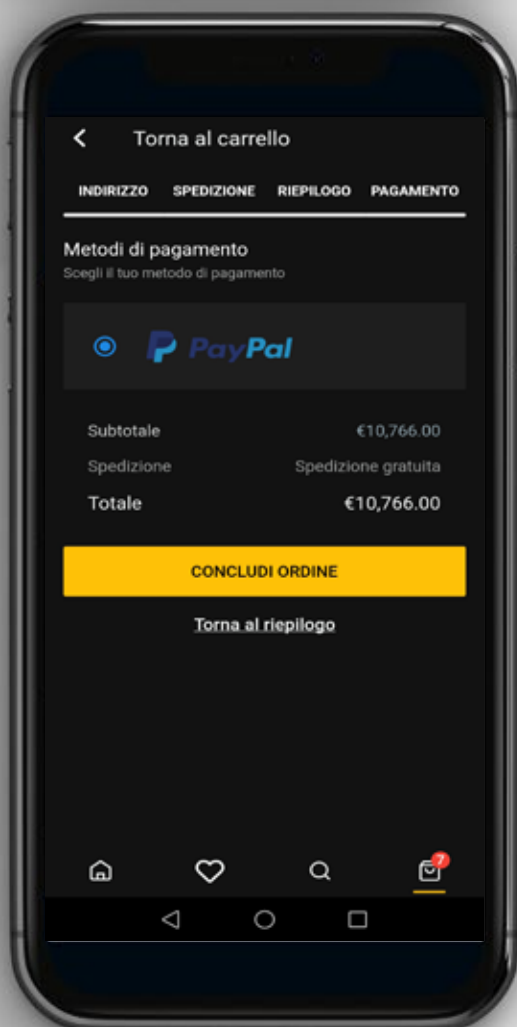 Torna al carrello
INDIRIZZO SPEDIZIONE RIEPILOGO PAGAMENTO
Metodi di pagamento
Scegli il tuo metodo di pagamento
PayPal
Subtotale €10,766.00
Spedizione Spedizione gratuita
Totale €10,766.00
CONCLUDI ORDINE
Torna al riepilogo
7